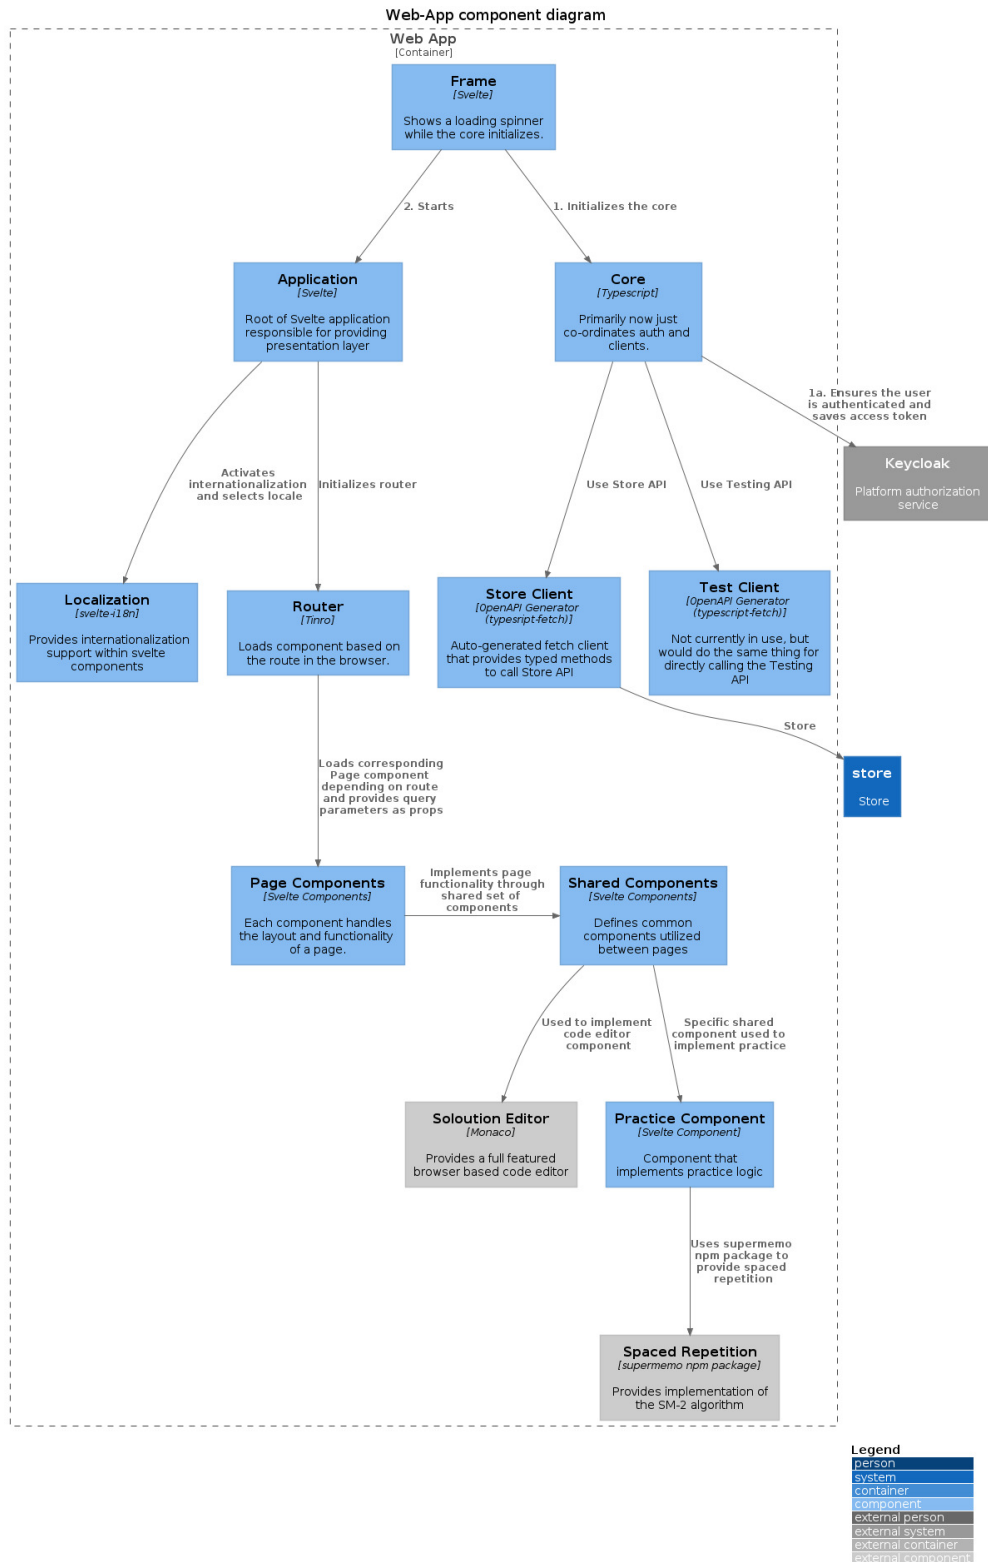 Web-App component diagram
Web App
[Container]
Frame
[Svelte]
Shows a loading spinner
while the core initializes.
2. Starts
1. Initializes the core
Application
[Svelte]
Root of Svelte application
responsible for providing
presentation layer
Core
[Typescript]
Primarily now just
co-ordinates auth and
clients.
1a. Ensures the user
is authenticated and
saves access token
Activates
internationalization
and selects locale
Initializes router
Use Store API
Use Testing API
Keycloak
Platform authorization
service
Localization
[svelte-i18n]
Provides internationalization
support within svelte
components
Router
[Tinro]
Loads component based on
the route in the browser.
Store Client
[OpenAPI Generator
(typesript-fetch)]
Auto-generated fetch client
that provides typed methods
to call Store API
Test Client
[OpenAPI Generator
(typescript-fetch)]
Not currently in use, but
would do the same thing for
directly calling the Testing
API
Store
store
Store
Loads corresponding
Page component
depending on route
and provides query
parameters as props
Page Components
[Svelte Components]
Each component handles
the layout and functionality
of a page.
Implements page
functionality through
shared set of
components
Shared Components
[Svelte Components]
Defines common
components utilized
between pages
Used to implement
code editor
component
Specific shared
component used to
implement practice
Soloution Editor
[Monaco]
Provides a full featured
browser based code editor
Practice Component
[Svelte Component]
Component that
implements practice logic
Uses supermemo
npm package to
provide spaced
repetition
Spaced Repetition
[supermemo npm package]
Provides implementation of
the SM-2 algorithm
Legend
person
system
container
component
external person
external system
external container
external component